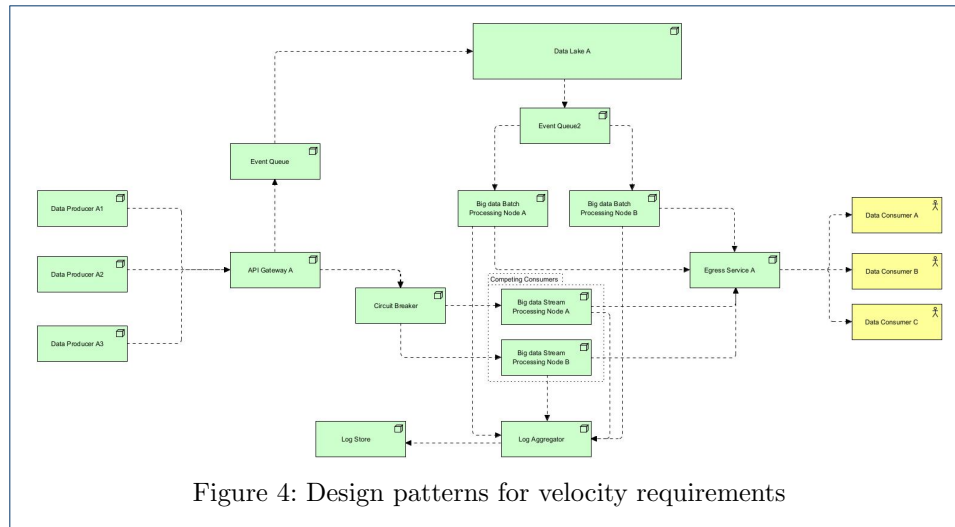 Data Lake A
Event Queue2
Event Queue
Data Producer A1
Big data Batch
Processing Node A
Big data Batch
Processing Node B
Data Consumer A
Data Producer A2
API Gateway A
Egress Service A
Data Consumer B
Competing Consumers
Circuit Breaker
Big data Stream
Processing Node A
Data Consumer C
Data Producer A3
Big data Stream
Processing Node B
Log Store
Log Aggregator
Figure 4: Design patterns for velocity requirements